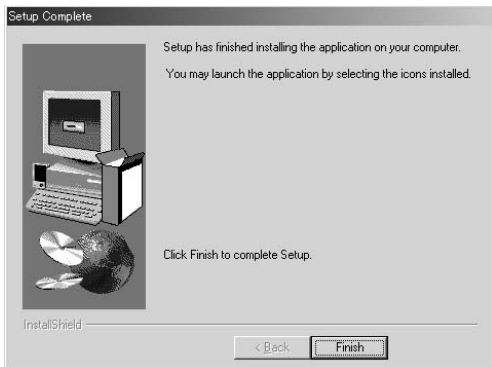 Setup Complete
Setup has finished installing the application on your computer.
You may launch the application by selecting the icons installed.
Click Finish to complete Setup.
InstallShield
< Back
Finish